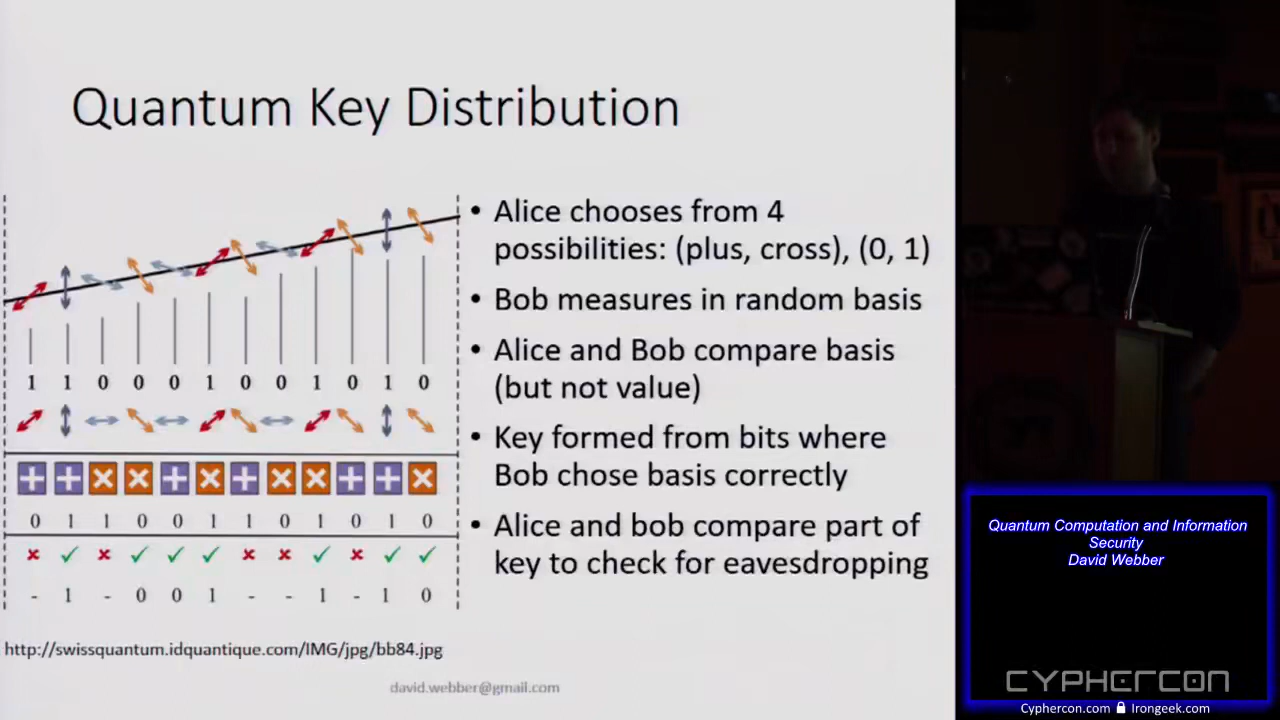 Quantum Key Distribution
1 1 0 0 0 1 0 0 1 0 1 0
0 1 1 0 0 1 1 0 1 0 1 0
- 1 - 0 0 1 - - 1 - 1 0
http://swissquantum.idquantique.com/IMG/jpg/bb84.jpg
• Alice chooses from 4
possibilities: (plus, cross), (0, 1)
• Bob measures in random basis
• Alice and Bob compare basis
(but not value)
• Key formed from bits where
Bob chose basis correctly
• Alice and bob compare part of
key to check for eavesdropping
david.webber@gmail.com
Quantum Computation and Information
Security
David Webber
CYPHERCON
Cyphercon.com Irongeek.com